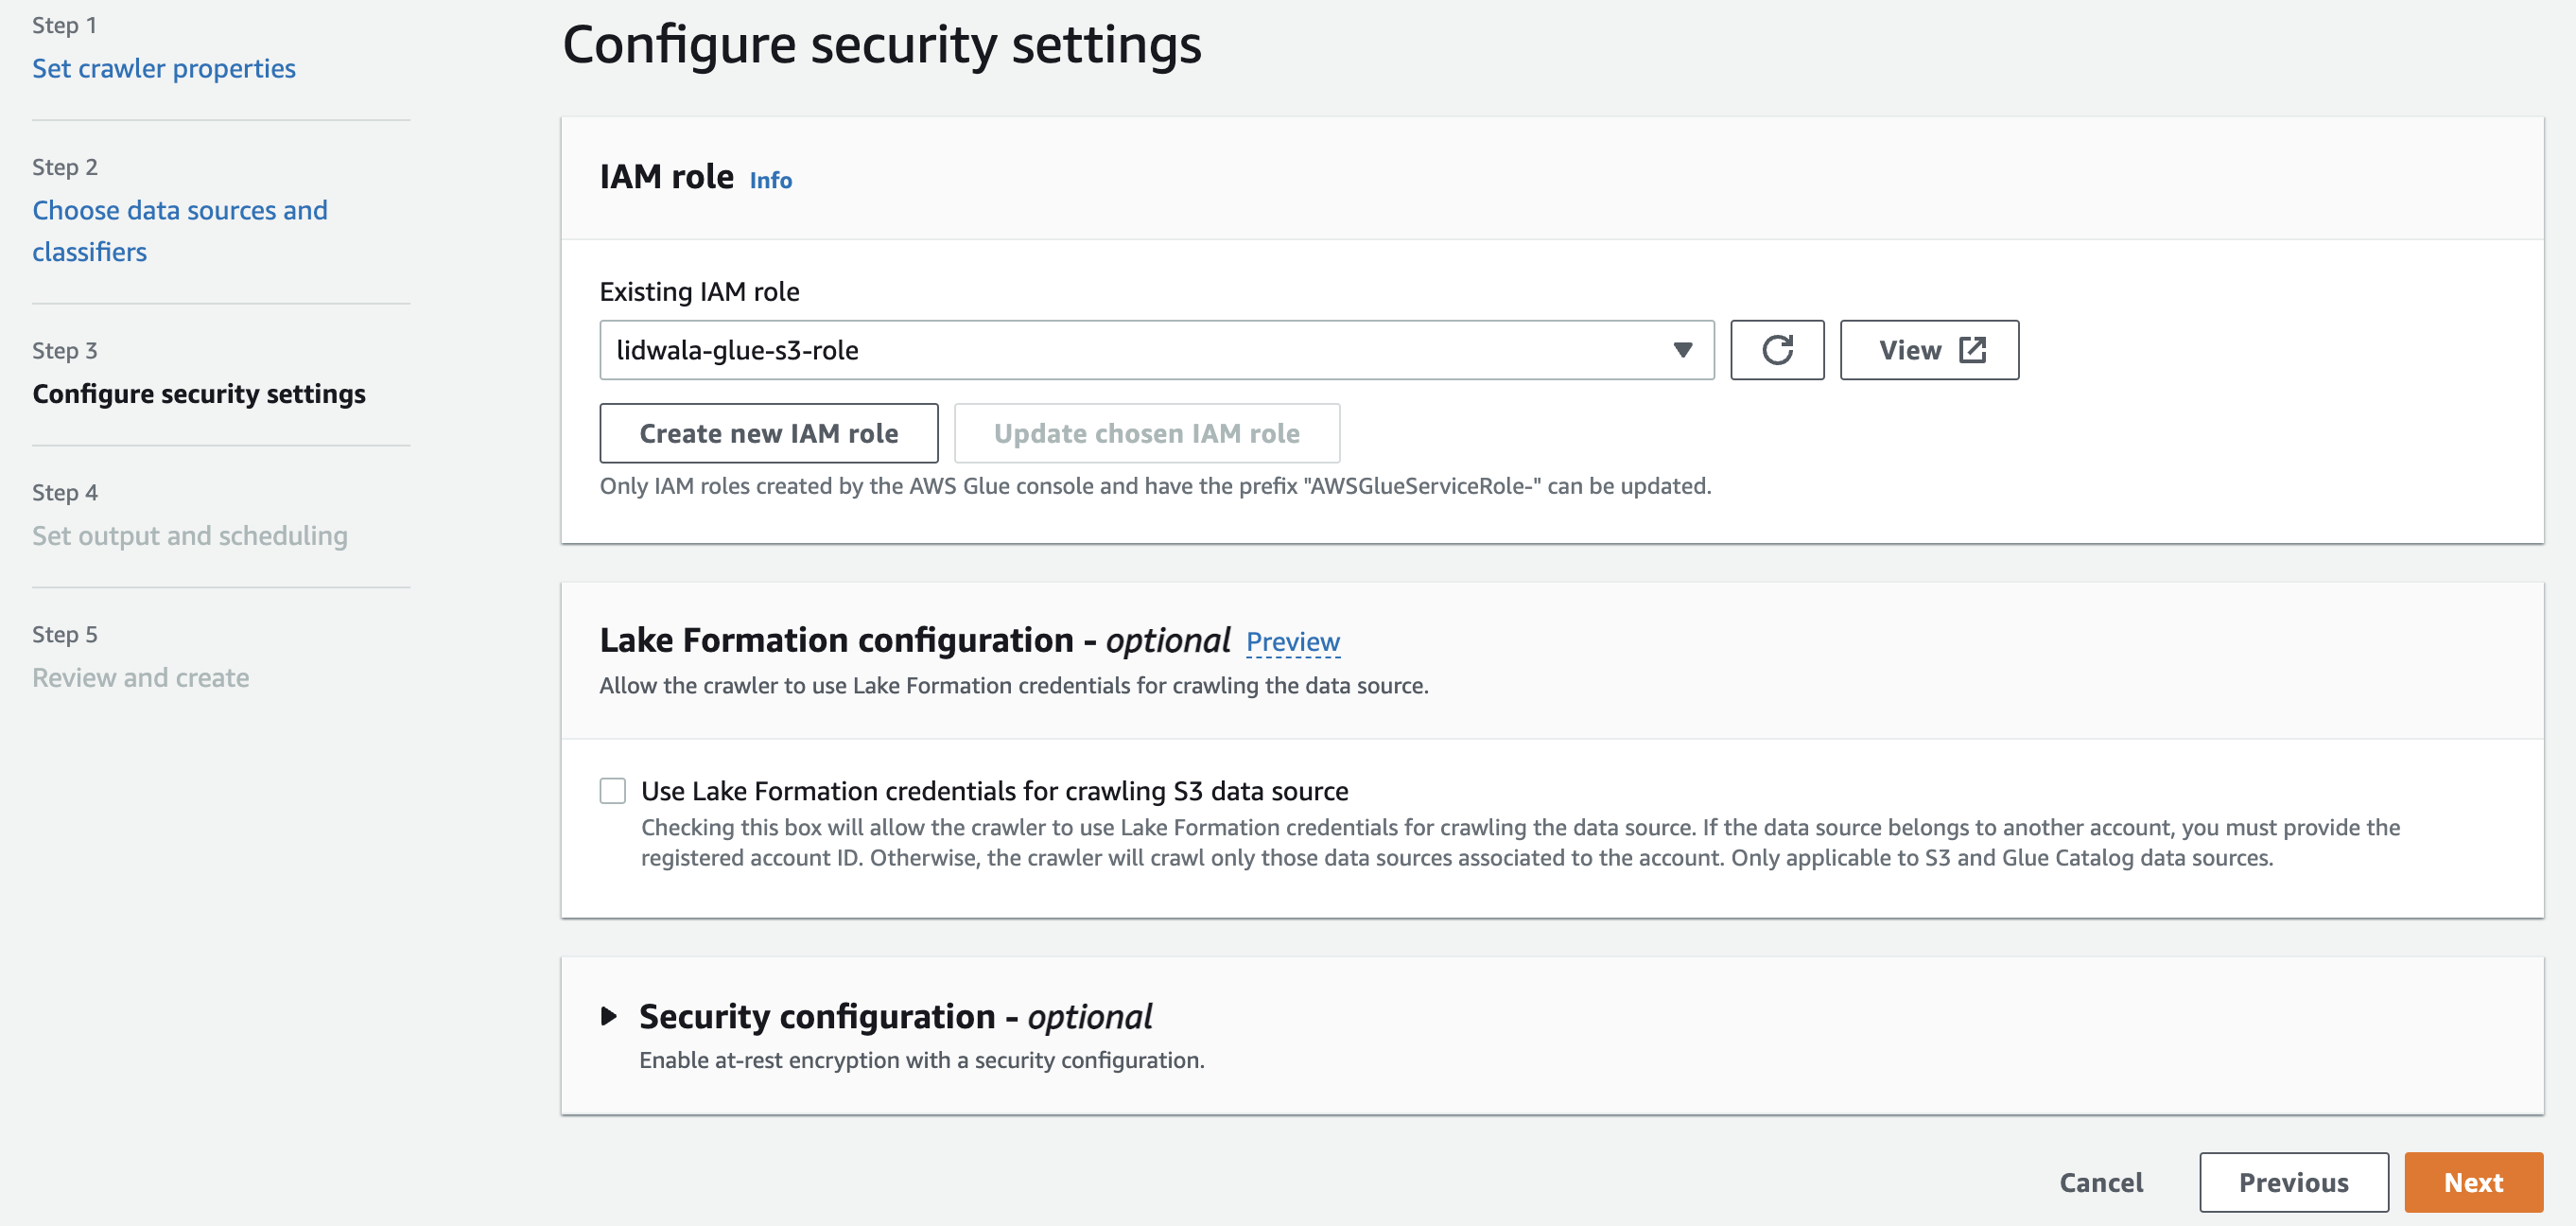 Step 1
Set crawler properties
Step 2
Choose data sources and
classifiers
Step 3
Configure security settings
Step 4
Set output and scheduling
Step 5
Review and create
Configure security settings
IAM role Info
Existing IAM role
lidwala-glue-s3-role
View
Create new IAM role
Update chosen IAM role
Only IAM roles created by the AWS Glue console and have the prefix "AWSGlueServiceRole-" can be updated.
Lake Formation configuration - optional Preview
Allow the crawler to use Lake Formation credentials for crawling the data source.
Use Lake Formation credentials for crawling S3 data source
Checking this box will allow the crawler to use Lake Formation credentials for crawling the data source. If the data source belongs to another account, you must provide the
registered account ID. Otherwise, the crawler will crawl only those data sources associated to the account. Only applicable to S3 and Glue Catalog data sources.
Security configuration - optional
Enable at-rest encryption with a security configuration.
Cancel
Previous
Next